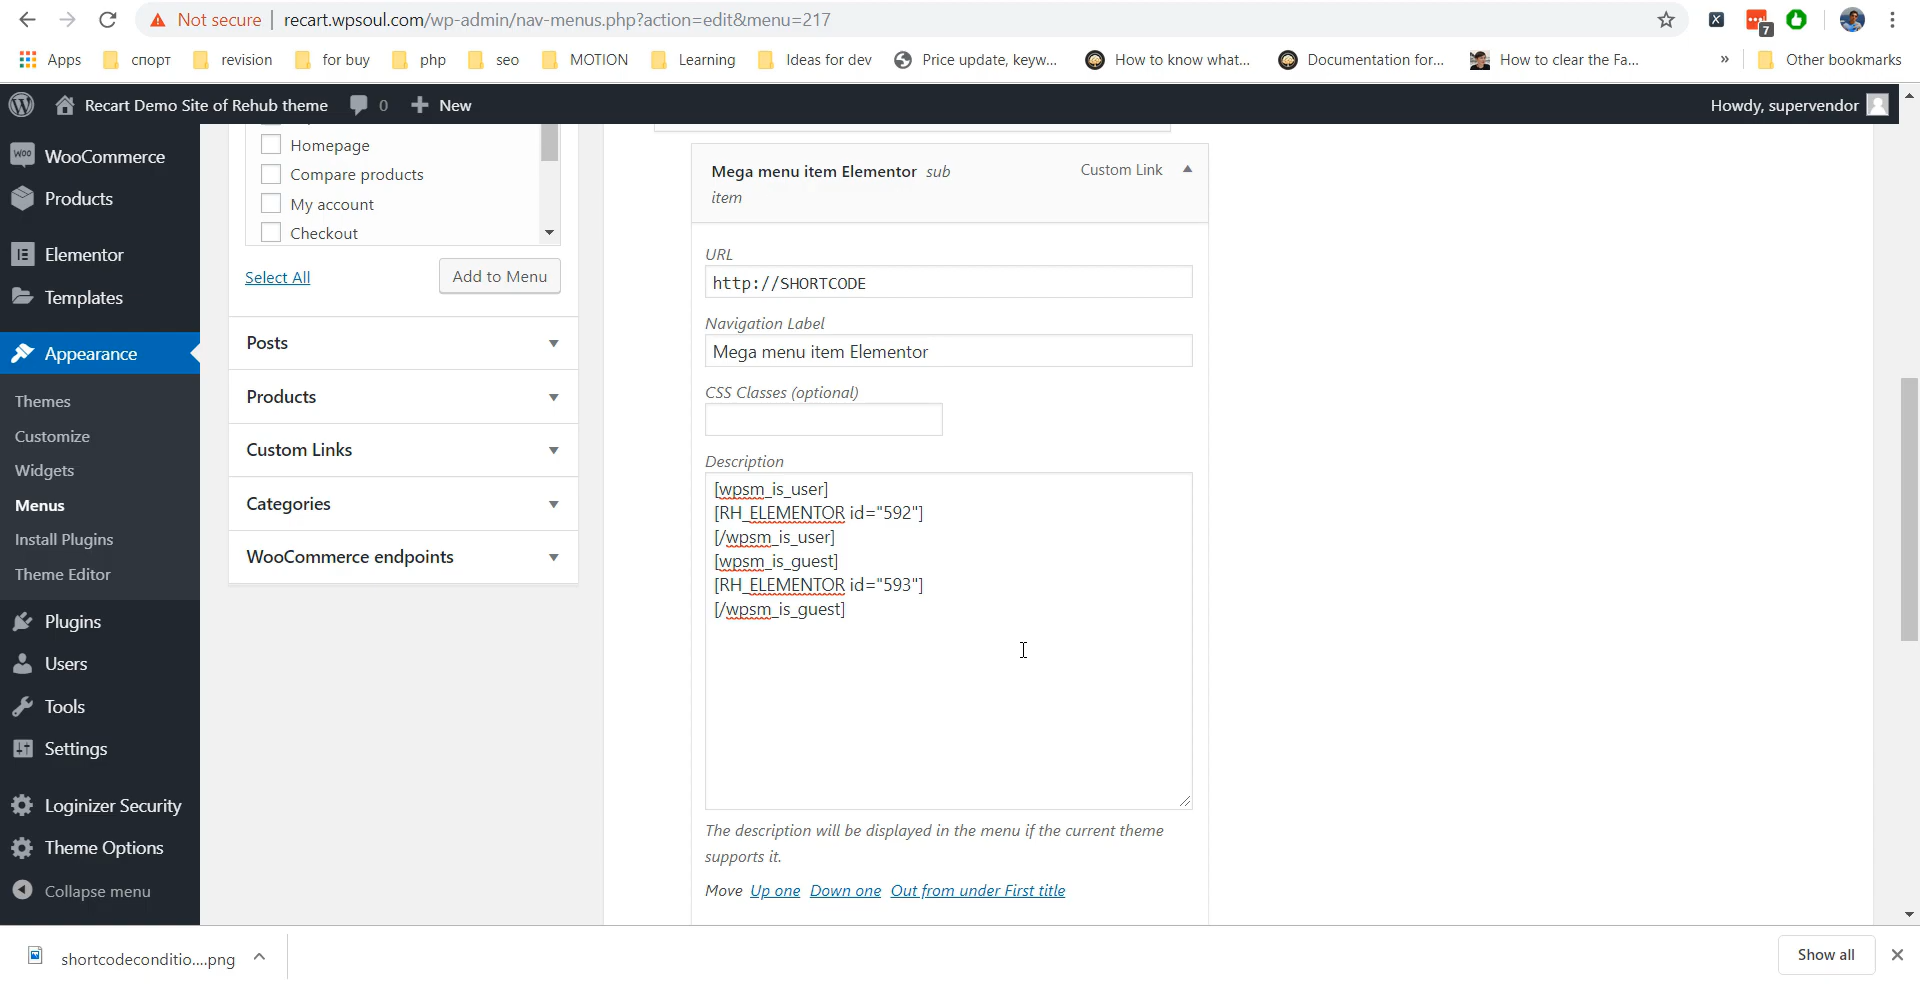 Not secure | recart.wpsoul.com/wp-admin/nav-menus.php?action=edit&menu=217
7
Apps спорт revision for buy php seo MOTION Learning Ideas for dev Price update, keyw... How to know what... Documentation for... How to clear the Fa... » Other bookmarks
Recart Demo Site of Rehub theme 0 New Howdy, supervendor
WooCommerce
Products
Elementor
Templates
Appearance
Themes
Customize
Widgets
Menus
Install Plugins
Theme Editor
Plugins
Users
Tools
Settings
Loginizer Security
Theme Options
Collapse menu
Homepage
Compare products
My account
Checkout
Select All
Add to Menu
Posts
Products
Custom Links
Categories
WooCommerce endpoints
Mega menu item Elementor sub item
Custom Link
URL
http://SHORTCODE
Navigation Label
Mega menu item Elementor
CSS Classes (optional)
Description
[wpsm_is_user]
[RH_ELEMENTOR id="592"]
[/wpsm_is_user]
[wpsm_is_guest]
[RH_ELEMENTOR id="593"]
[/wpsm_is_guest]
The description will be displayed in the menu if the current theme
supports it.
Move Up one Down one Out from under First title
shortcodeconditio....png
Show all